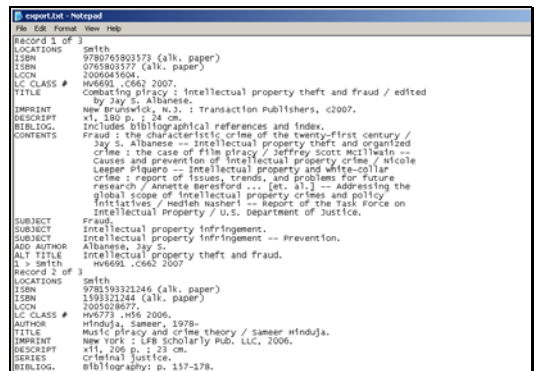 export.txt - Notepad
File Edit Format View Help
Record 1 of 3
LOCATIONS Smith
ISBN 9780765803573 (alk. paper)
ISBN 0765803577 (alk. paper)
LCCN 2006045604.
LC CLASS # HV6691 .C662 2007.
TITLE Combating piracy : intellectual property theft and fraud / edited
by Jay S. Albanese.
IMPRINT New Brunswick, N.J. : Transaction Publishers, c2007.
DESCRIPT xi, 180 p. ; 24 cm.
BIBLIOG. Includes bibliographical references and index.
CONTENTS Fraud : the characteristic crime of the twenty-first century /
Jay S. Albanese -- Intellectual property theft and organized
crime : the case of film piracy / Jeffrey Scott McIllwain --
Causes and prevention of intellectual property crime / Nicole
Leeper Piquero -- Intellectual property and white-collar
crime : report of issues, trends, and problems for future
research / Annette Beresford ... [et. al.] -- Addressing the
global scope of intellectual property crimes and policy
initiatives / Hedieh Nasheri -- Report of the Task Force on
Intellectual Property / U.S. Department of Justice.
SUBJECT Fraud.
SUBJECT Intellectual property infringement.
SUBJECT Intellectual property infringement -- Prevention.
ADD AUTHOR Albanese, Jay S.
ALT TITLE Intellectual property theft and fraud.
1 > Smith HV6691 .C662 2007
Record 2 of 3
LOCATIONS Smith
ISBN 9781593321246 (alk. paper)
ISBN 1593321244 (alk. paper)
LCCN 2005028677.
LC CLASS # HV6773 .H56 2006.
AUTHOR Hinduja, Sameer, 1978-
TITLE Music piracy and crime theory / Sameer Hinduja.
IMPRINT New York : LFB Scholarly Pub. LLC, 2006.
DESCRIPT xii, 206 p. ; 23 cm.
SERIES Criminal justice.
BIBLIOG. Bibliography: p. 157-178.